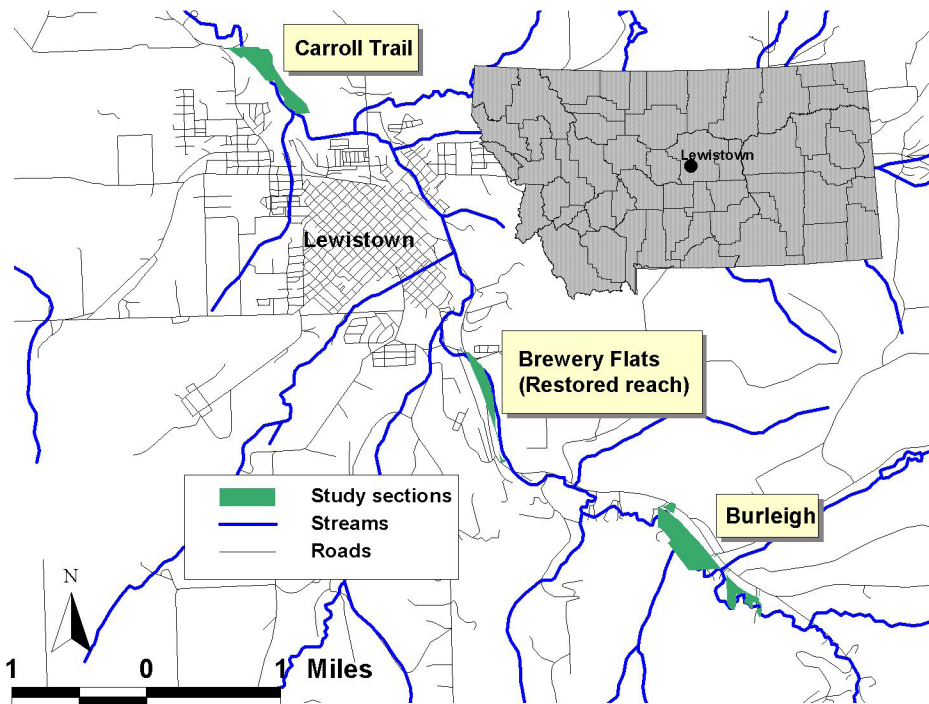 Carroll Trail
Lewistown
Lewistown
Brewery Flats
(Restored reach)
Burleigh
Study sections
Streams
Roads
N
1 0 1 Miles